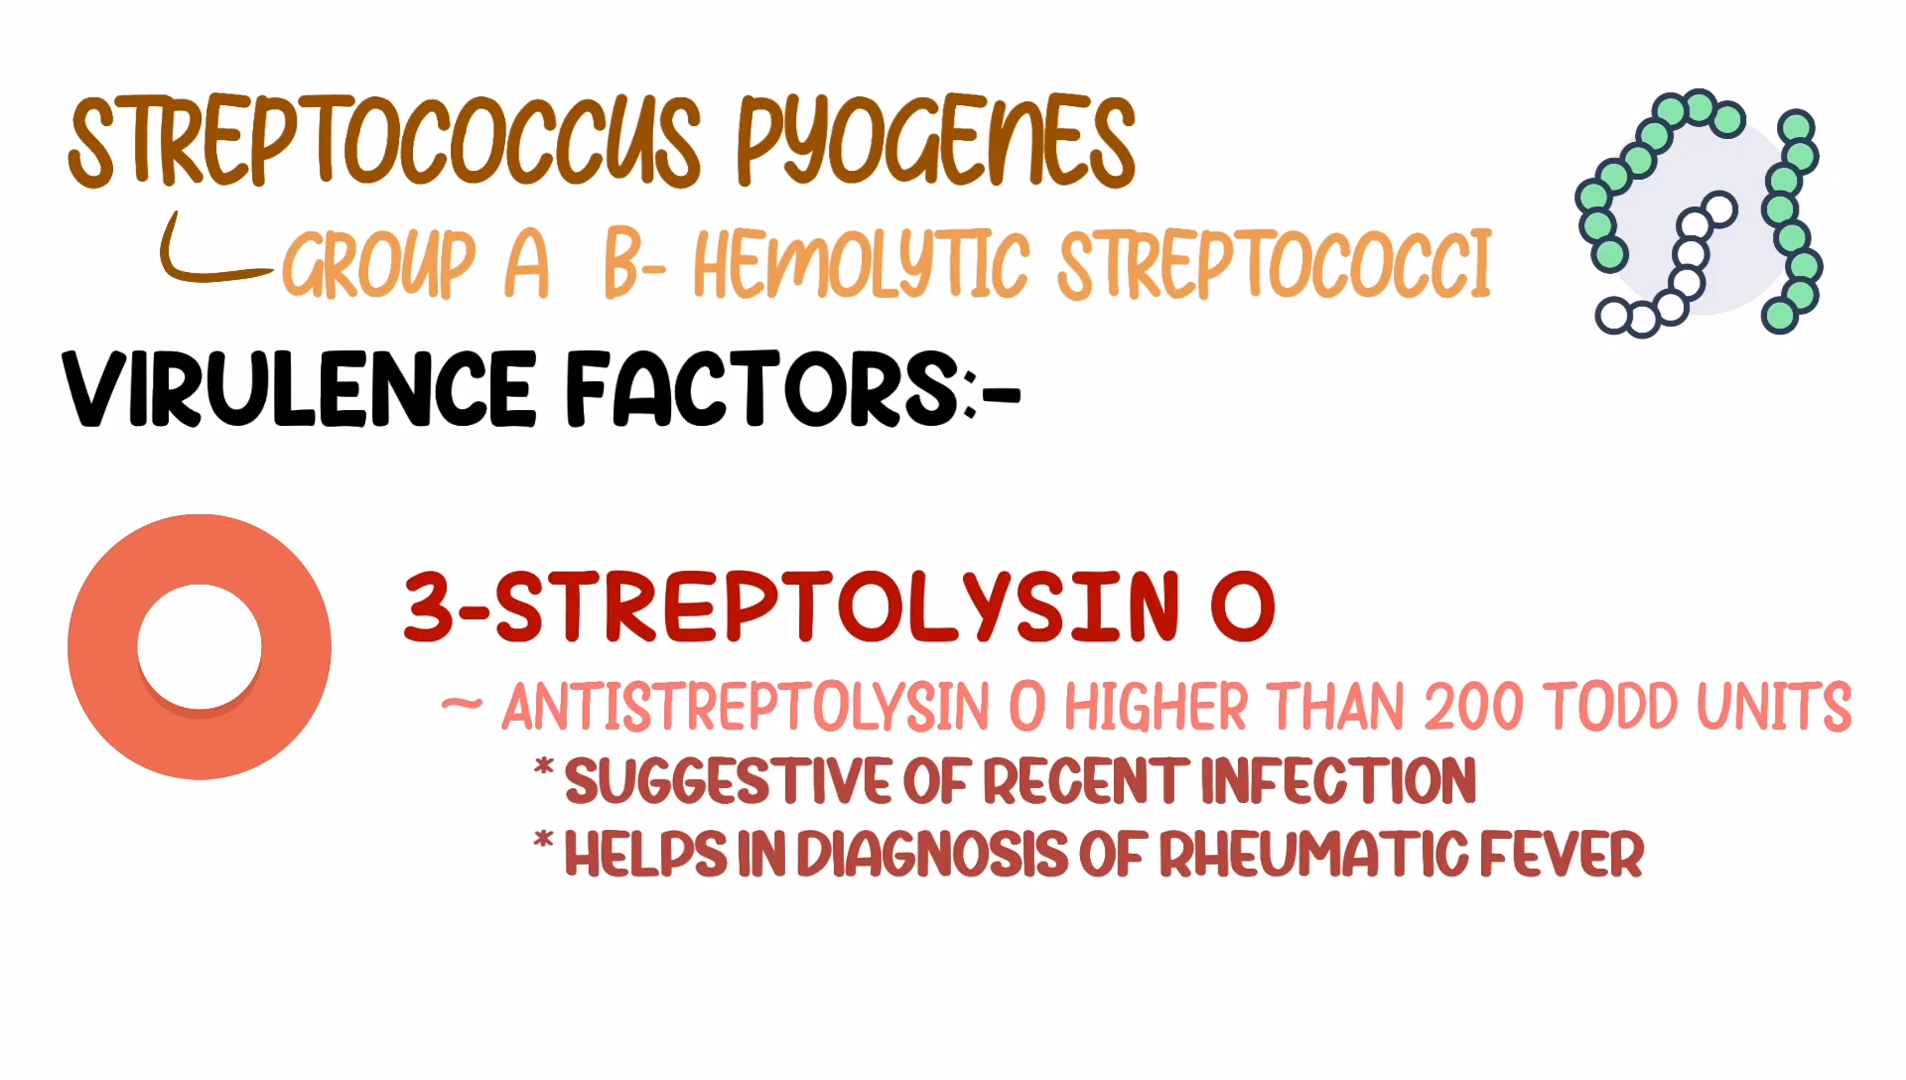 STREPTOCOCCUS PYOGENES
GROUP A B- HEMOLYTIC STREPTOCOCCI
VIRULENCE FACTORS:-
3-STREPTOLYSIN O
~ ANTISTREPTOLYSIN O HIGHER THAN 200 TODD UNITS
* SUGGESTIVE OF RECENT INFECTION
* HELPS IN DIAGNOSIS OF RHEUMATIC FEVER